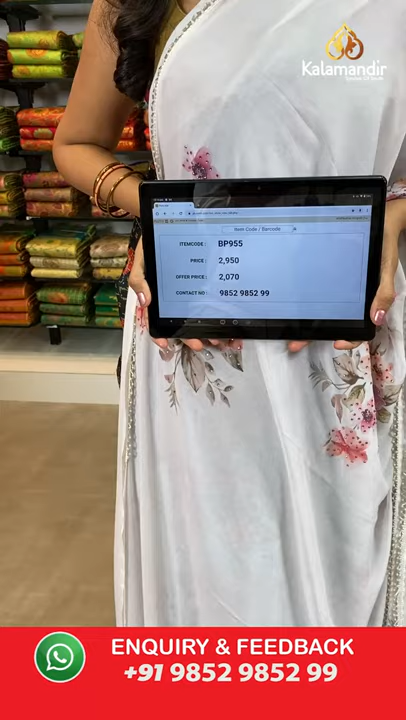 Kalamandir
Item Code / Barcode
ITEMCODE : BP955
PRICE : 2,950
OFFER PRICE : 2,070
CONTACT NO : 9852 9852 99
ENQUIRY & FEEDBACK
+91 9852 9852 99